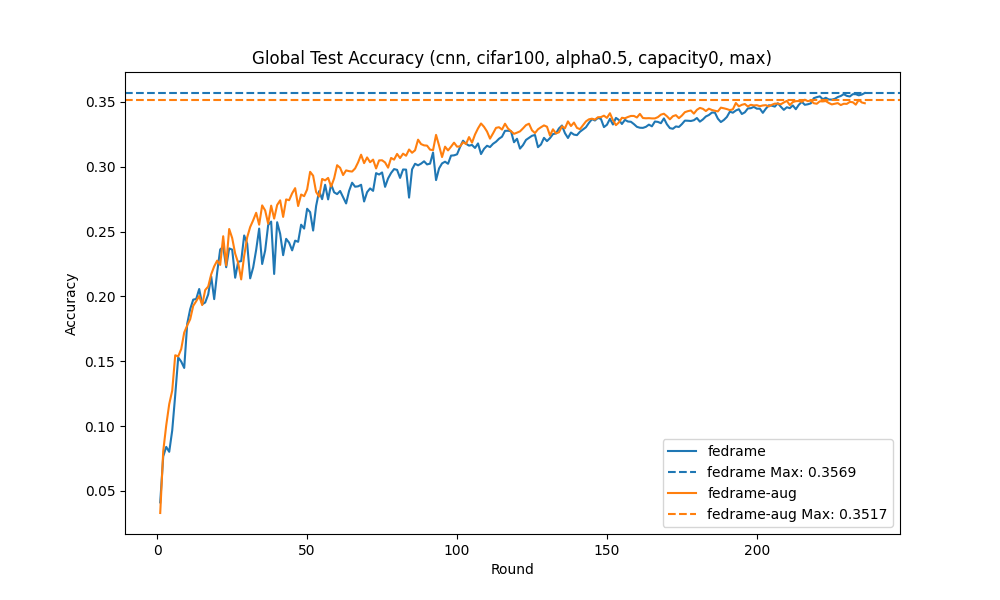 Global Test Accuracy (cnn, cifar100, alpha0.5, capacity0, max)
Accuracy
0.35
0.30
0.25
0.20
0.15
0.10
0.05
fedrame
fedrame Max: 0.3569
fedrame-aug
fedrame-aug Max: 0.3517
0
50
100
150
200
Round